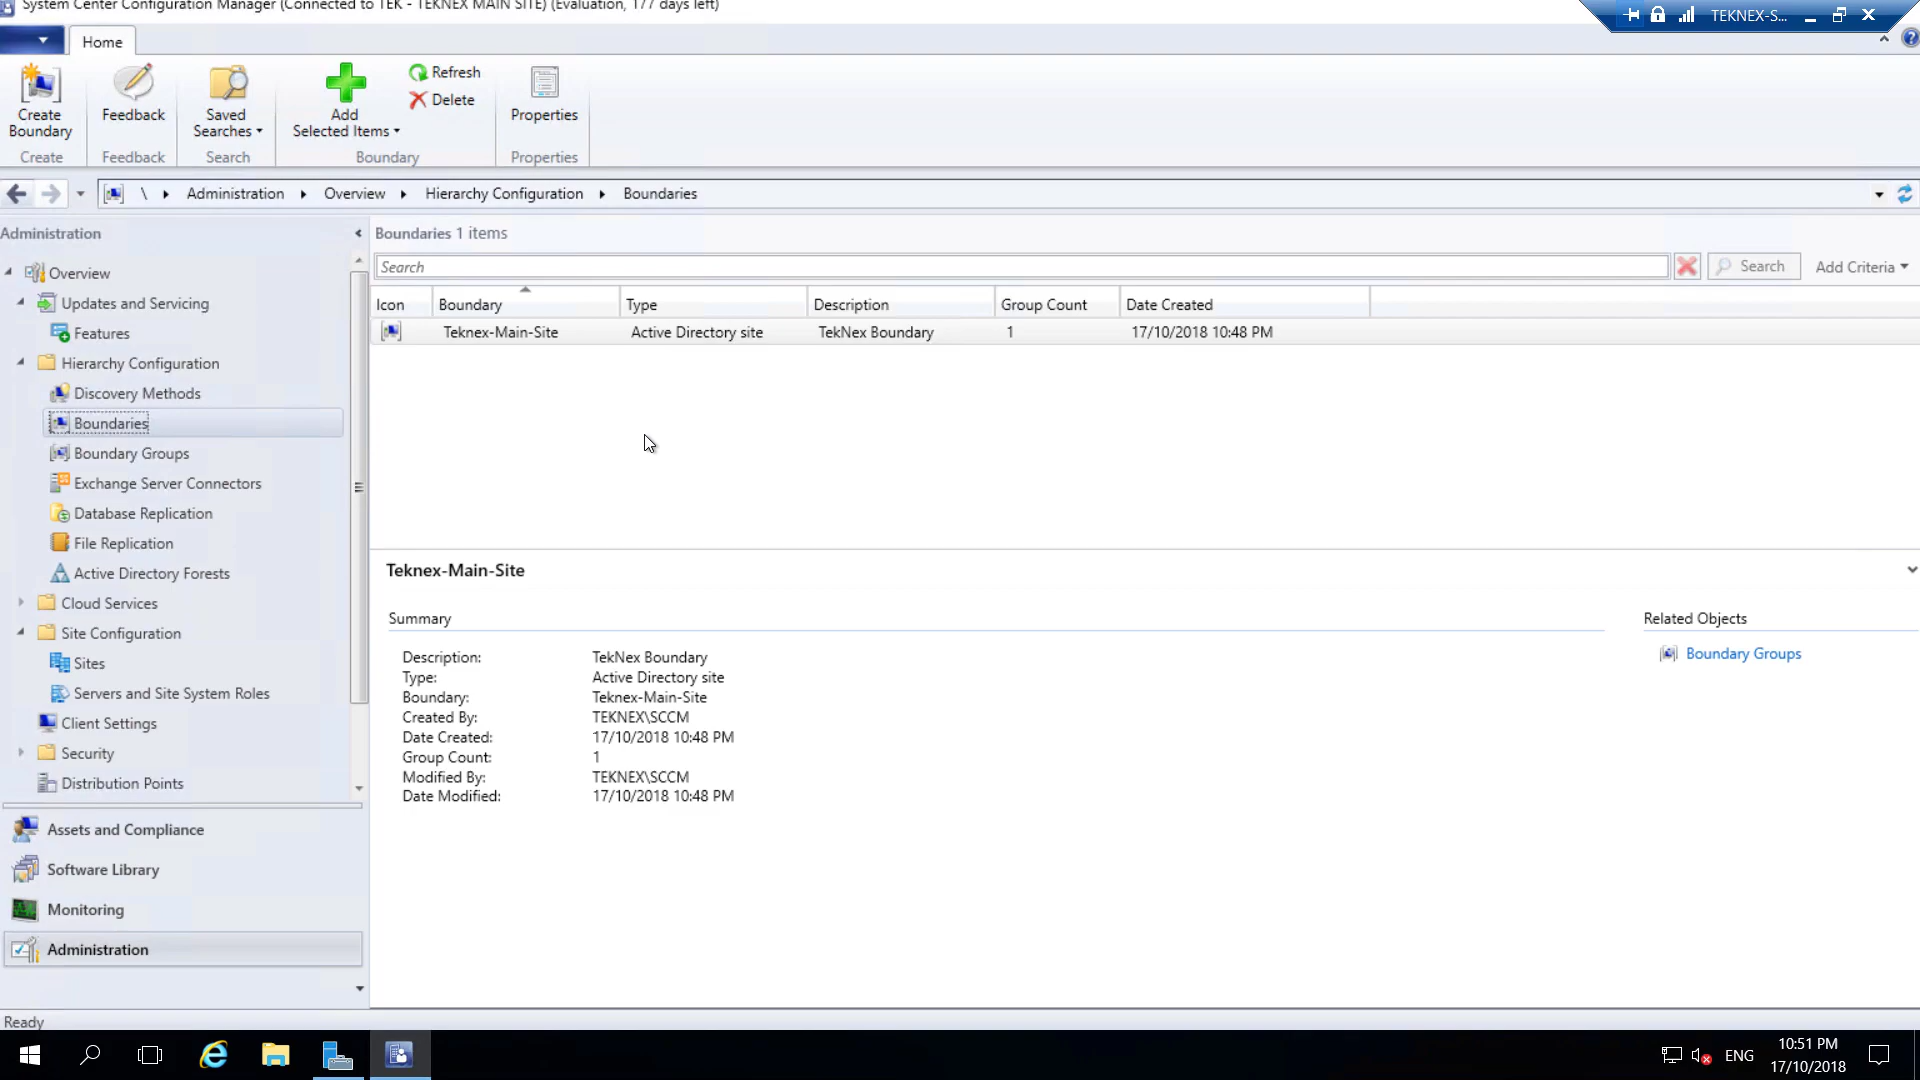 System Center Configuration Manager (Connected to TEK - TEKNEX MAIN SITE) (Evaluation, 177 days left)
TEKNEX-S...
Home
Create Boundary
Feedback
Saved Searches
Add Selected Items
Refresh
Delete
Properties
Create
Feedback
Search
Boundary
Properties
\ Administration Overview Hierarchy Configuration Boundaries
Administration
Overview
Updates and Servicing
Features
Hierarchy Configuration
Discovery Methods
Boundaries
Boundary Groups
Exchange Server Connectors
Database Replication
File Replication
Active Directory Forests
Cloud Services
Site Configuration
Sites
Servers and Site System Roles
Client Settings
Security
Distribution Points
Assets and Compliance
Software Library
Monitoring
Administration
Boundaries 1 items
Search
Search
Add Criteria
Icon Boundary Type Description Group Count Date Created
Teknex-Main-Site Active Directory site TekNex Boundary 1 17/10/2018 10:48 PM
Teknex-Main-Site
Summary
Description: TekNex Boundary
Type: Active Directory site
Boundary: Teknex-Main-Site
Created By: TEKNEX\SCCM
Date Created: 17/10/2018 10:48 PM
Group Count: 1
Modified By: TEKNEX\SCCM
Date Modified: 17/10/2018 10:48 PM
Related Objects
Boundary Groups
Ready
ENG
10:51 PM
17/10/2018